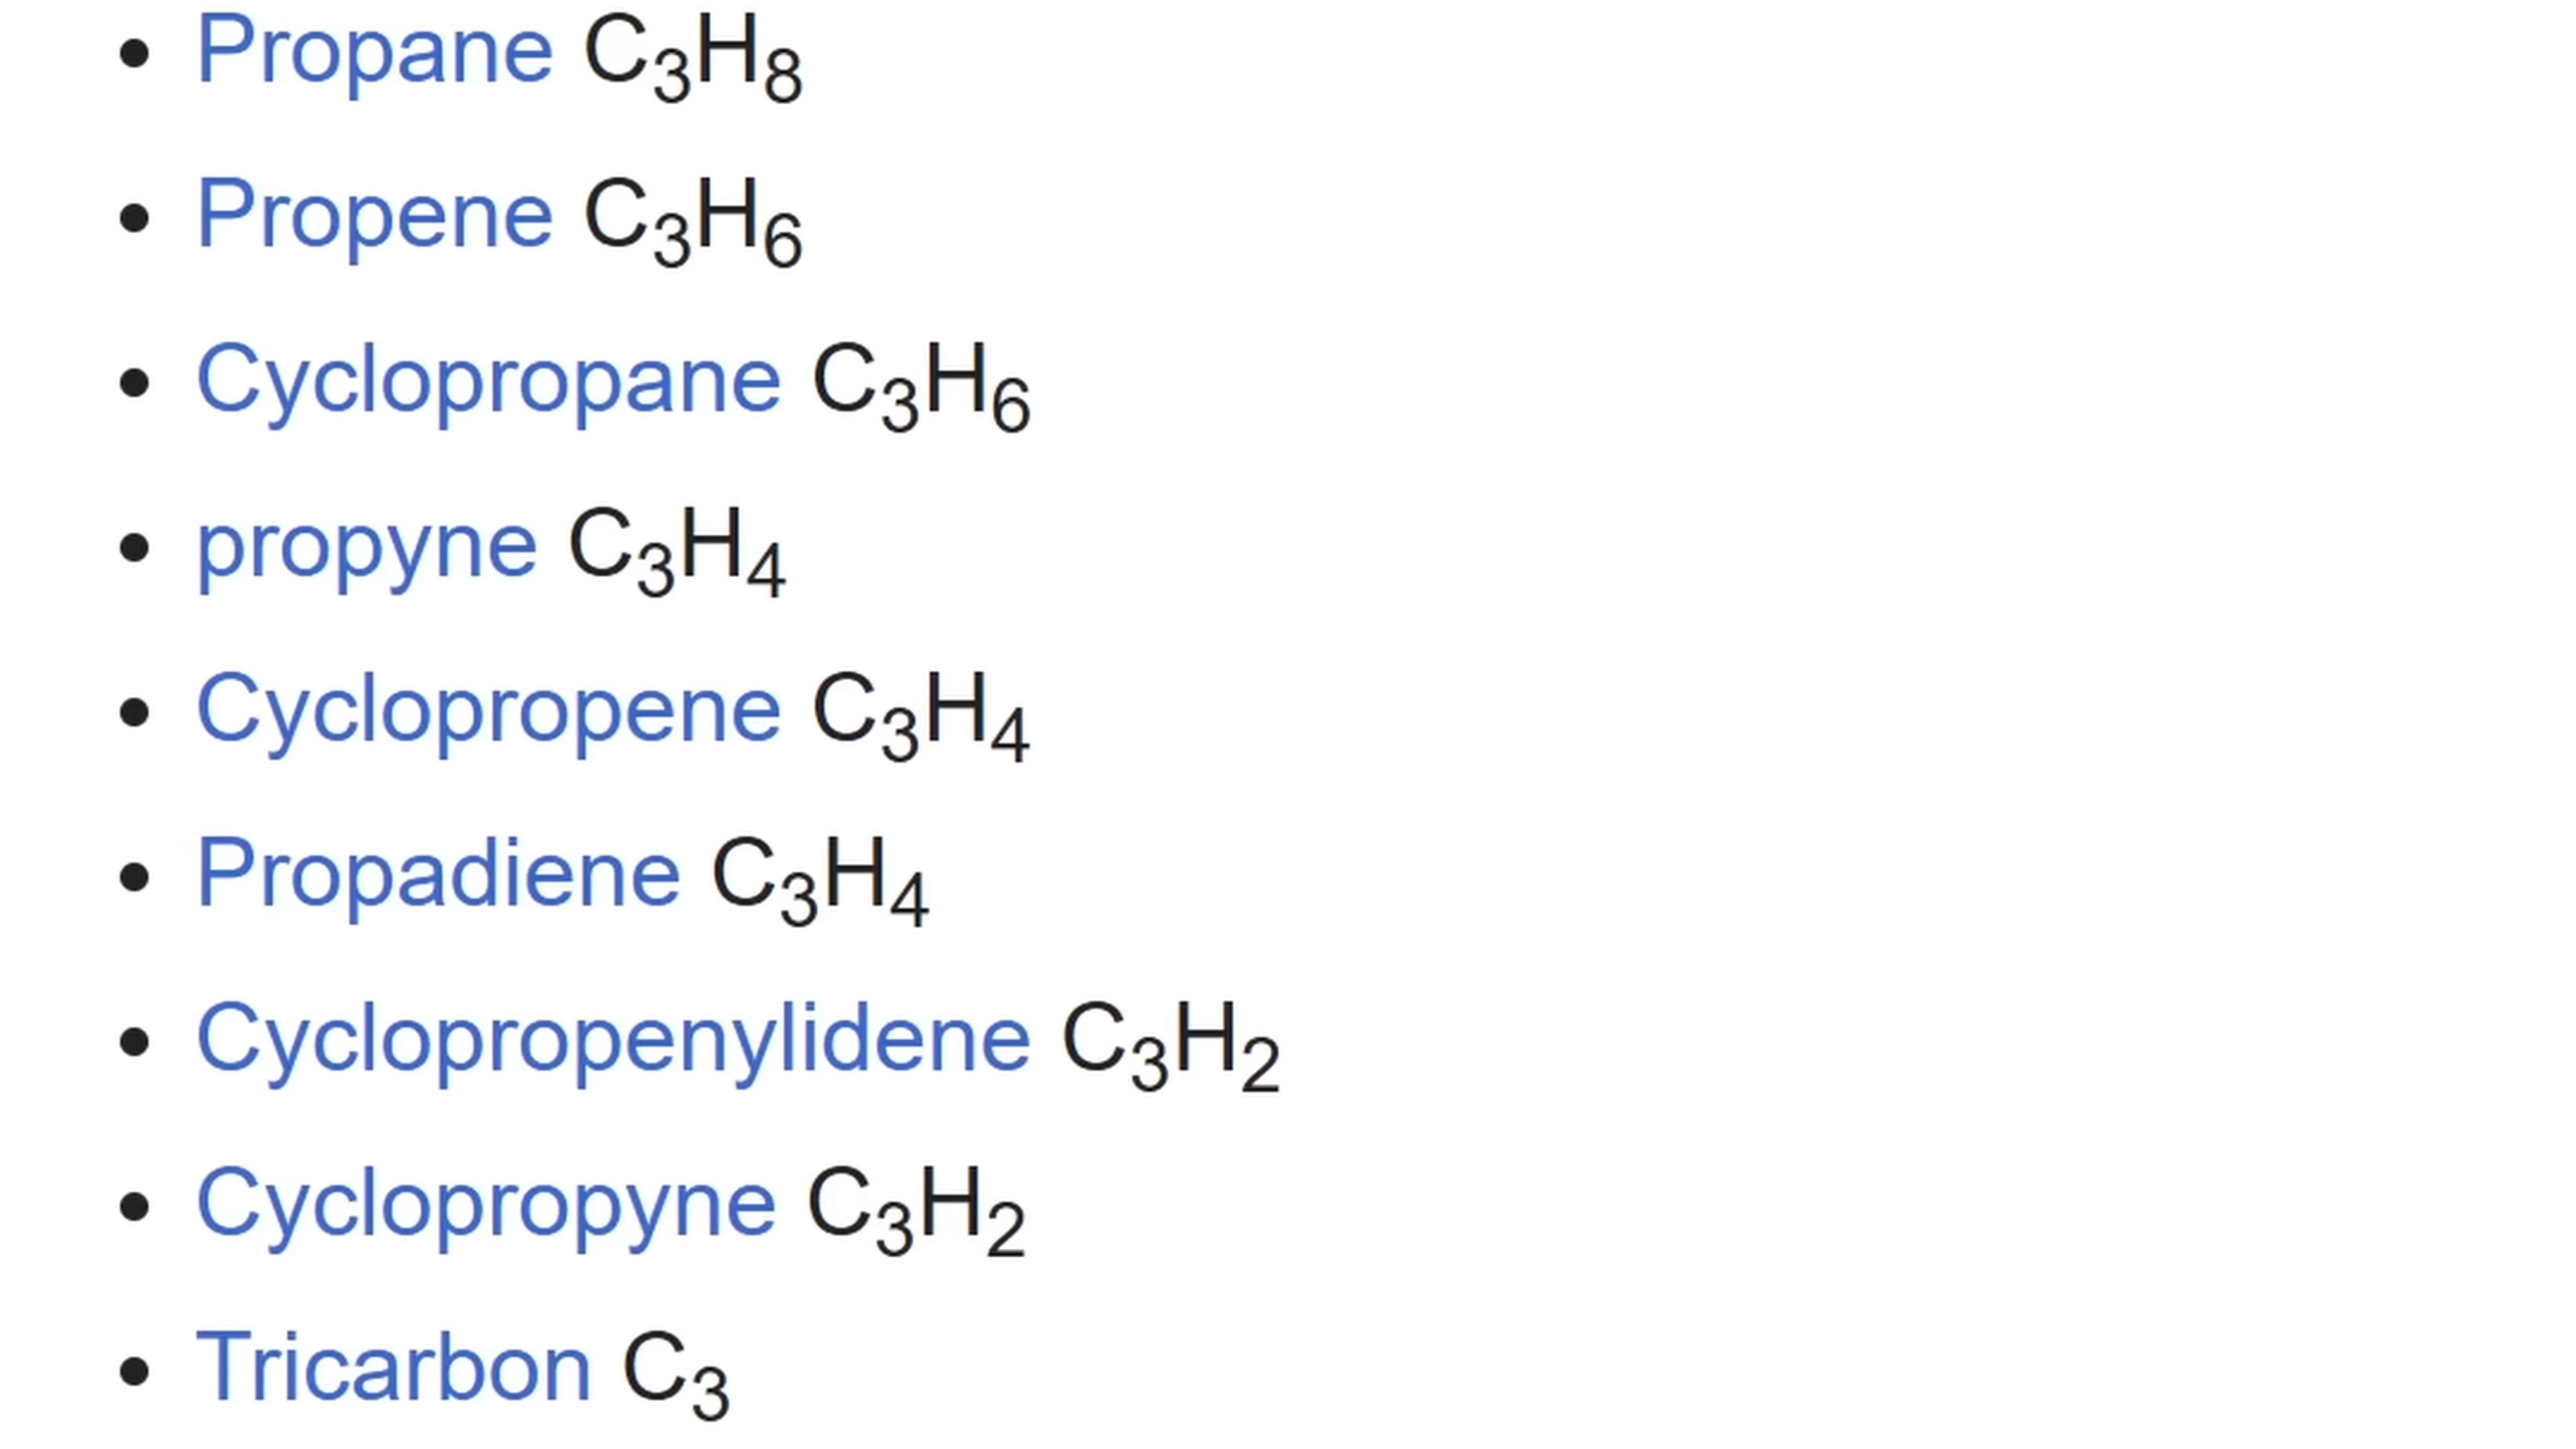 • Propane C₃H₈
• Propene C₃H₆
• Cyclopropane C₃H₆
• propyne C₃H₄
• Cyclopropene C₃H₄
• Propadiene C₃H₄
• Cyclopropenylidene C₃H₂
• Cyclopropyne C₃H₂
• Tricarbon C₃